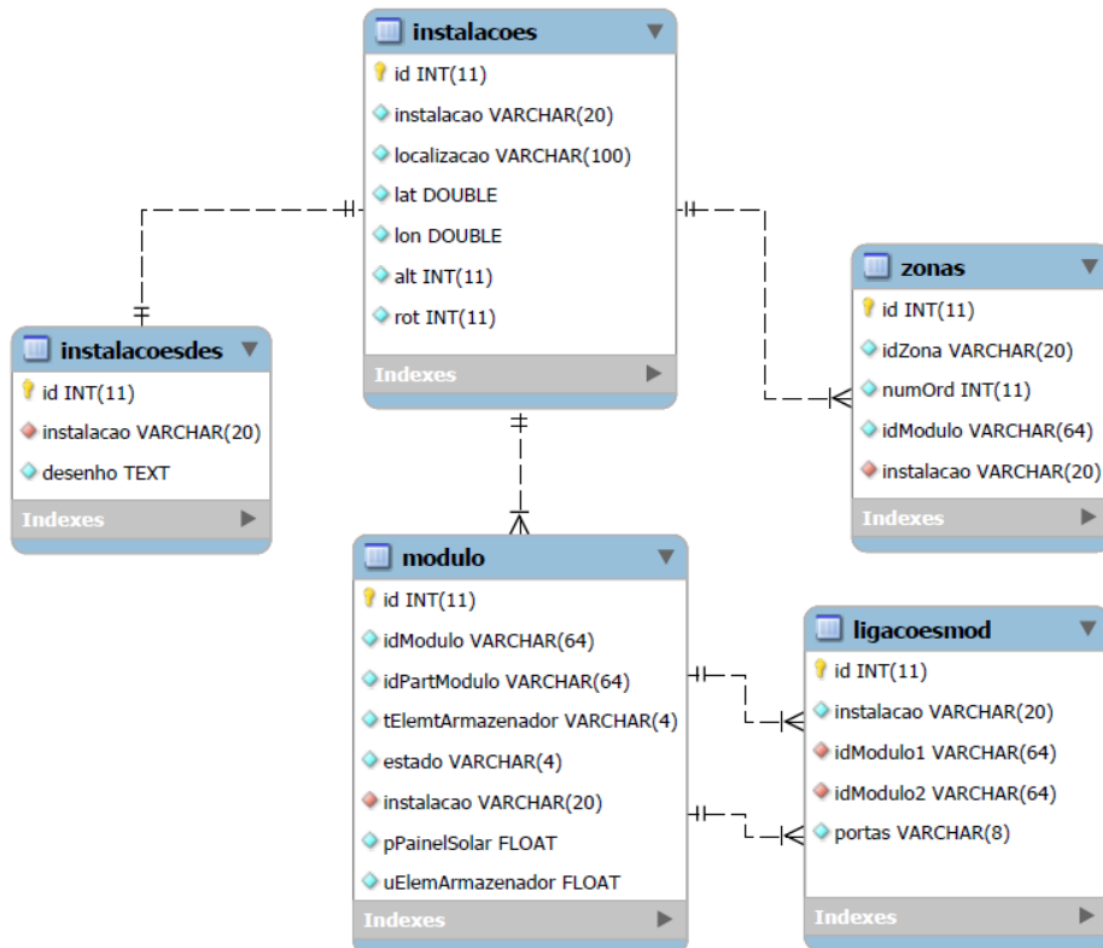 instalacoes
id INT(11)
instalacao VARCHAR(20)
localizacao VARCHAR(100)
lat DOUBLE
lon DOUBLE
alt INT(11)
rot INT(11)
Indexes
zonas
id INT(11)
idZona VARCHAR(20)
numOrd INT(11)
idModulo VARCHAR(64)
instalacao VARCHAR(20)
Indexes
instalacoesdes
id INT(11)
instalacao VARCHAR(20)
desenho TEXT
Indexes
modulo
id INT(11)
idModulo VARCHAR(64)
idPartModulo VARCHAR(64)
tElemtArmazenador VARCHAR(4)
estado VARCHAR(4)
instalacao VARCHAR(20)
pPainelSolar FLOAT
uElemArmazenador FLOAT
Indexes
ligacoesmod
id INT(11)
instalacao VARCHAR(20)
idModulo1 VARCHAR(64)
idModulo2 VARCHAR(64)
portas VARCHAR(8)
Indexes